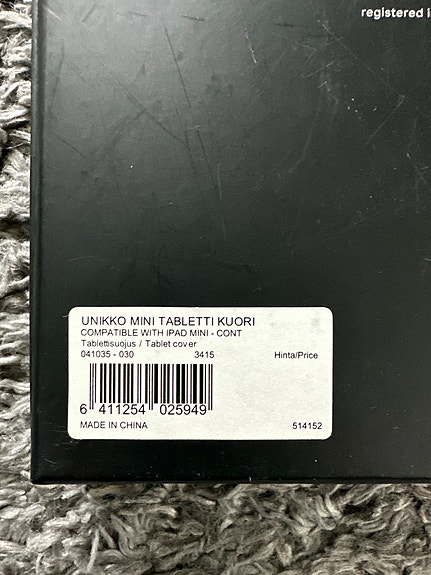 registered i
UNIKKO MINI TABLETTI KUORI
COMPATIBLE WITH IPAD MINI - CONT
Tablettisuojus / Tablet cover
041035 - 030 3415 Hinta/Price
6 411254 025949
MADE IN CHINA 514152